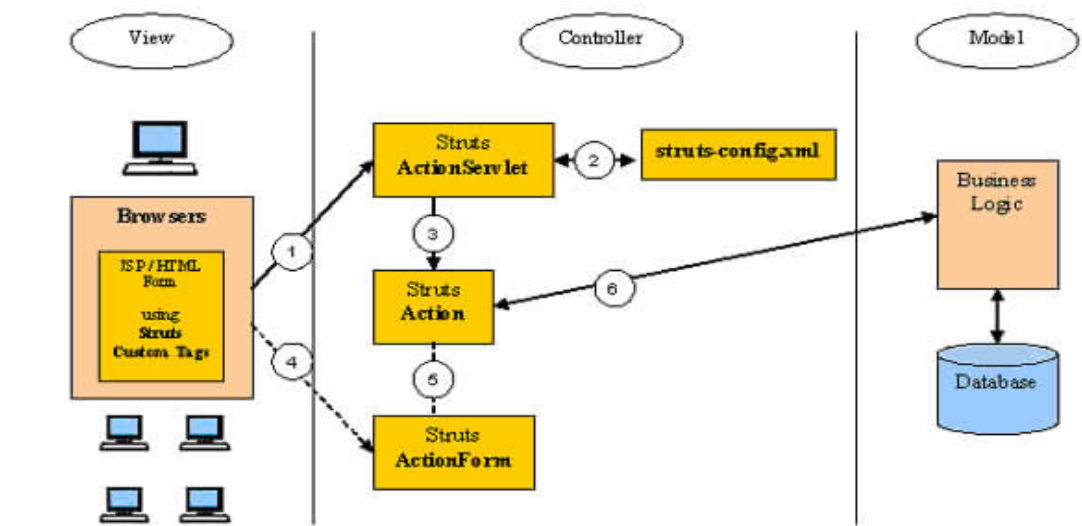 View
Controller
Model
Struts
ActionServlet
2
struts-config.xml
Browsers
JSP / HTML
Form
using
Struts
Custom Tags
1
3
Struts
Action
6
Business
Logic
4
5
Struts
ActionForm
Database